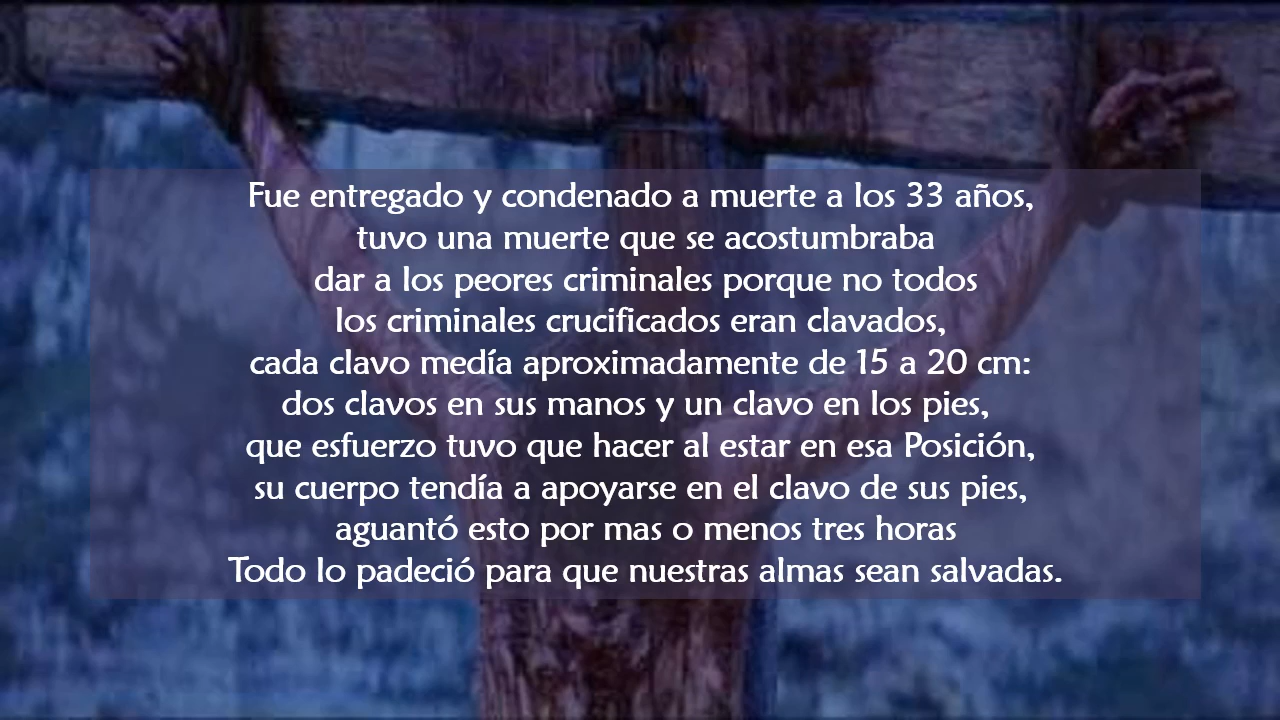 Fue entregado y condenado a muerte a los 33 años,
tuvo una muerte que se acostumbraba
dar a los peores criminales porque no todos
los criminales crucificados eran clavados,
cada clavo medía aproximadamente de 15 a 20 cm:
dos clavos en sus manos y un clavo en los pies,
que esfuerzo tuvo que hacer al estar en esa Posición,
su cuerpo tendía a apoyarse en el clavo de sus pies,
aguantó esto por mas o menos tres horas
Todo lo padeció para que nuestras almas sean salvadas.